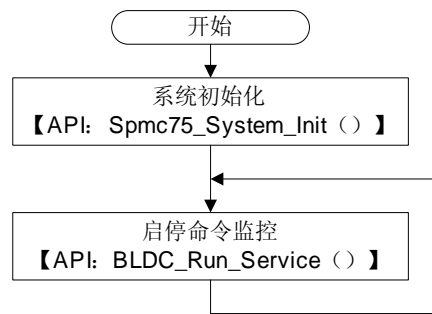 开始
系统初始化
【API：Spmc75_System_Init（）】
启停命令监控
【API：BLDC_Run_Service（）】